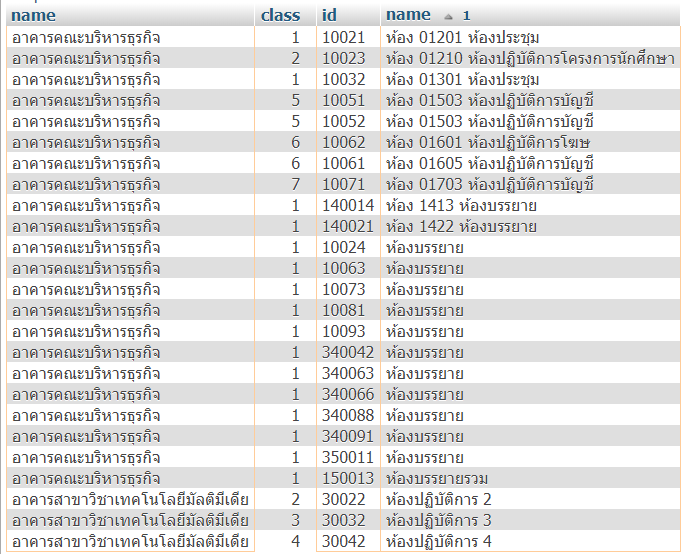 name class id name 1
อาคารคณะบริหารธุรกิจ 1 10021 ห้อง 01201 ห้องประชุม
อาคารคณะบริหารธุรกิจ 2 10023 ห้อง 01210 ห้องปฏิบัติการโครงการนักศึกษา
อาคารคณะบริหารธุรกิจ 1 10032 ห้อง 01301 ห้องประชุม
อาคารคณะบริหารธุรกิจ 5 10051 ห้อง 01503 ห้องปฏิบัติการบัญชี
อาคารคณะบริหารธุรกิจ 5 10052 ห้อง 01503 ห้องปฏิบัติการบัญชี
อาคารคณะบริหารธุรกิจ 6 10062 ห้อง 01601 ห้องปฏิบัติการโฆษ
อาคารคณะบริหารธุรกิจ 6 10061 ห้อง 01605 ห้องปฏิบัติการบัญชี
อาคารคณะบริหารธุรกิจ 7 10071 ห้อง 01703 ห้องปฏิบัติการบัญชี
อาคารคณะบริหารธุรกิจ 1 140014 ห้อง 1413 ห้องบรรยาย
อาคารคณะบริหารธุรกิจ 1 140021 ห้อง 1422 ห้องบรรยาย
อาคารคณะบริหารธุรกิจ 1 10024 ห้องบรรยาย
อาคารคณะบริหารธุรกิจ 1 10063 ห้องบรรยาย
อาคารคณะบริหารธุรกิจ 1 10073 ห้องบรรยาย
อาคารคณะบริหารธุรกิจ 1 10081 ห้องบรรยาย
อาคารคณะบริหารธุรกิจ 1 10093 ห้องบรรยาย
อาคารคณะบริหารธุรกิจ 1 340042 ห้องบรรยาย
อาคารคณะบริหารธุรกิจ 1 340063 ห้องบรรยาย
อาคารคณะบริหารธุรกิจ 1 340066 ห้องบรรยาย
อาคารคณะบริหารธุรกิจ 1 340088 ห้องบรรยาย
อาคารคณะบริหารธุรกิจ 1 340091 ห้องบรรยาย
อาคารคณะบริหารธุรกิจ 1 350011 ห้องบรรยาย
อาคารคณะบริหารธุรกิจ 1 150013 ห้องบรรยายรวม
อาคารสาขาวิชาเทคโนโลยีมัลติมีเดีย 2 30022 ห้องปฏิบัติการ 2
อาคารสาขาวิชาเทคโนโลยีมัลติมีเดีย 3 30032 ห้องปฏิบัติการ 3
อาคารสาขาวิชาเทคโนโลยีมัลติมีเดีย 4 30042 ห้องปฏิบัติการ 4